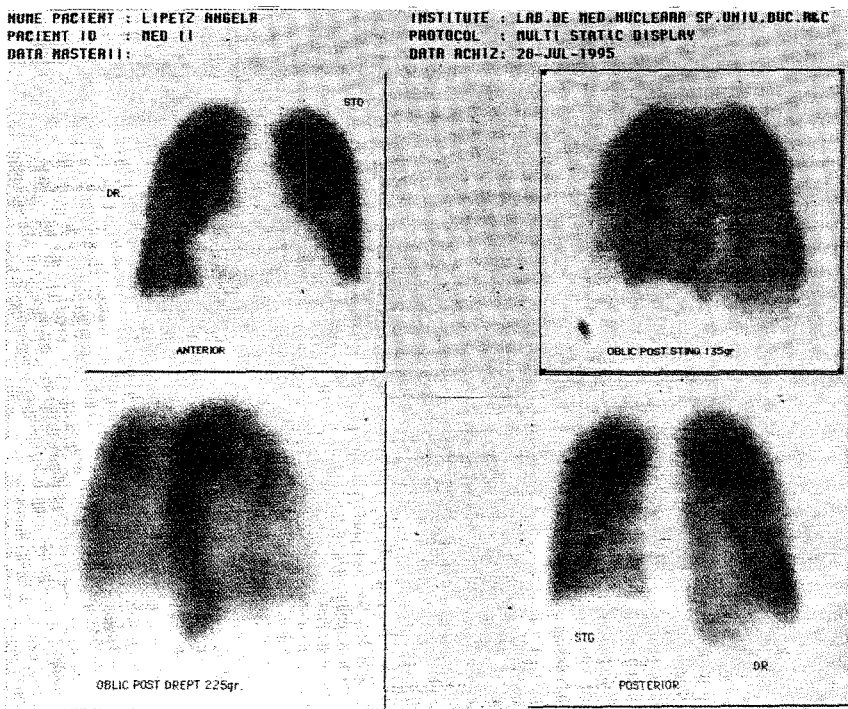 NUME PACIENT : LIPETZ ANGELA
PACIENT ID : MED II
DATA NASTERII:
INSTITUTE : LAB.DE MED.NUCLEARA SP.UNIV.BUC.R&C
PROTOCOL : MULTI STATIC DISPLAY
DATA ACHIZ: 28-JUL-1995
STG
DR.
ANTERIOR
OBLIC POST STING 135gr
OBLIC POST DREPT 225gr.
STG
DR
POSTERIOR